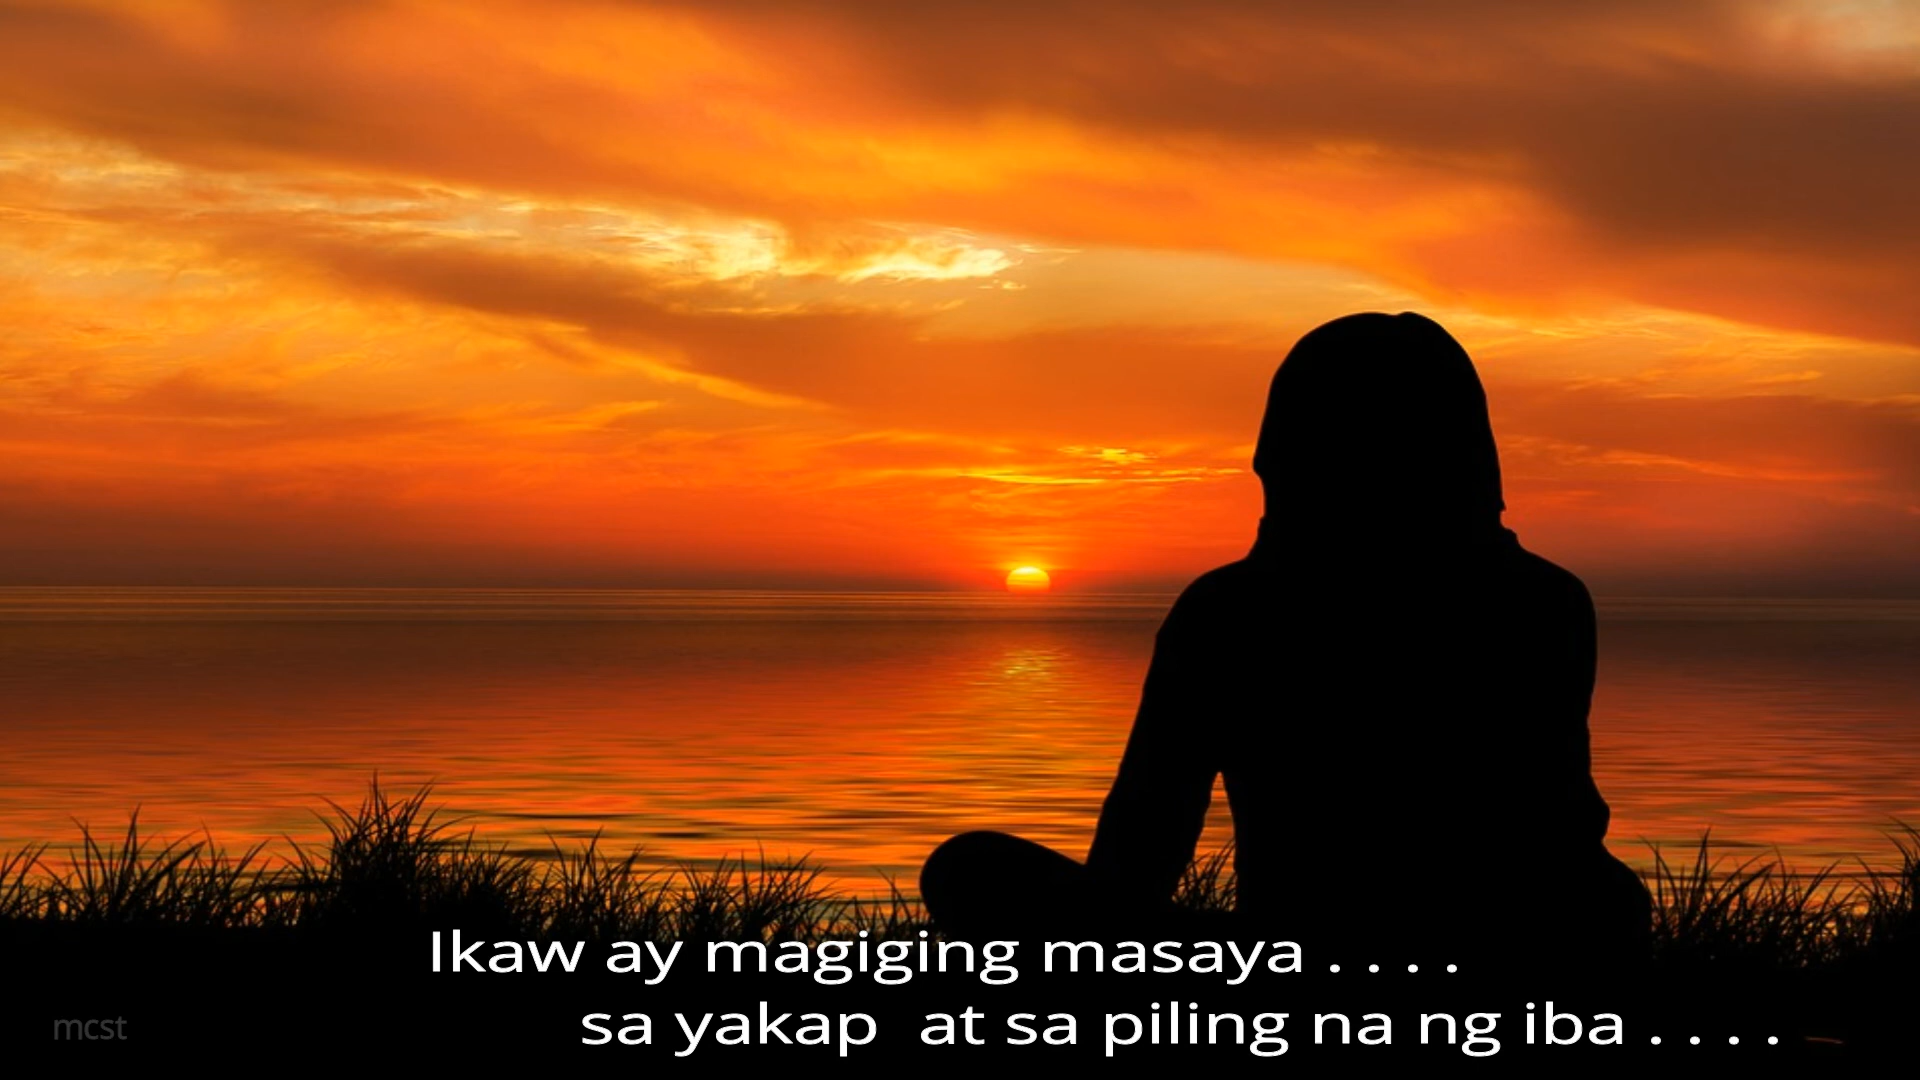 Ikaw ay magiging masaya . . . .
sa yakap at sa piling na ng iba . . . .
mcst